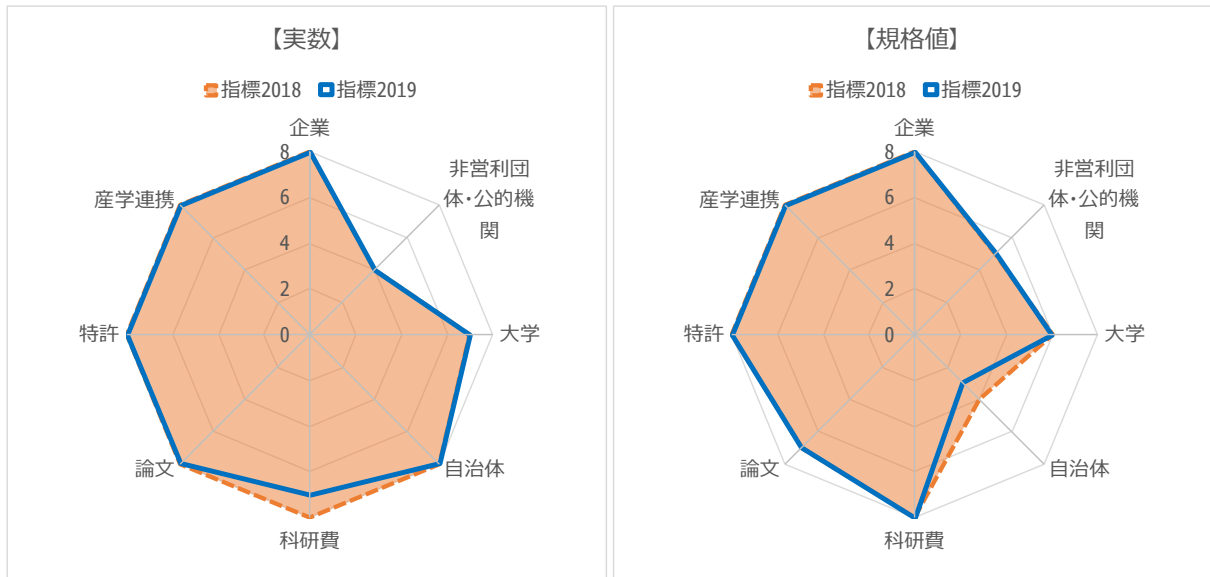 【実数】
指標2018 指標2019
企業
非営利団
体・公的機
関
大学
自治体
科研費
論文
特許
産学連携
8
6
4
2
0
【規格値】
指標2018 指標2019
企業
非営利団
体・公的機
関
大学
自治体
科研費
論文
特許
産学連携
8
6
4
2
0